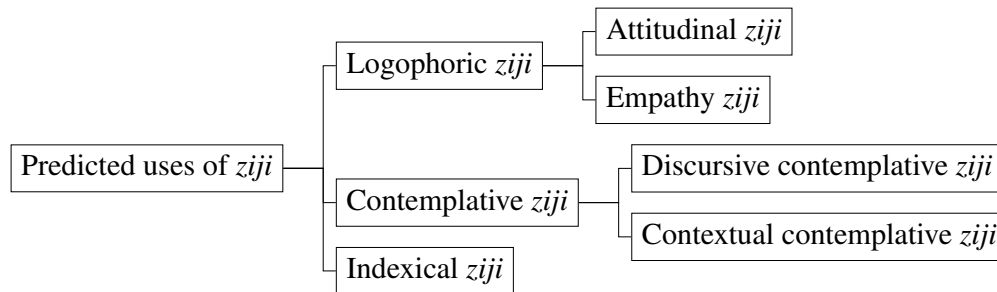 Attitudinal ziji
Logophoric ziji
Empathy ziji
Predicted uses of ziji
Discursive contemplative ziji
Contemplative ziji
Contextual contemplative ziji
Indexical ziji